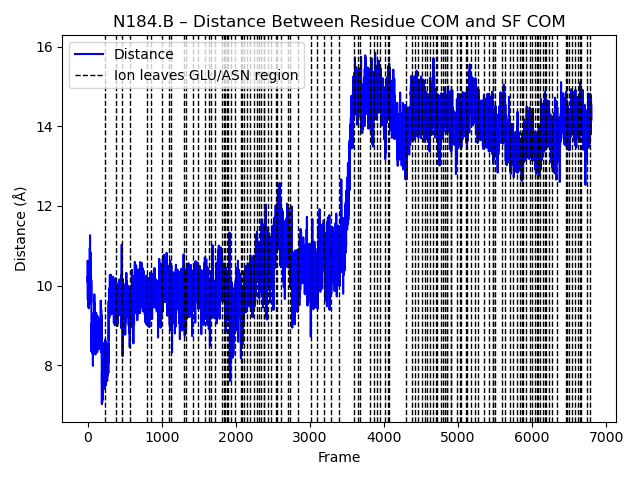 N184.B – Distance Between Residue COM and SF COM
16
14
12
10
8
Distance (Å)
Distance
Ion leaves GLU/ASN region
0 1000 2000 3000 4000 5000 6000 7000
Frame